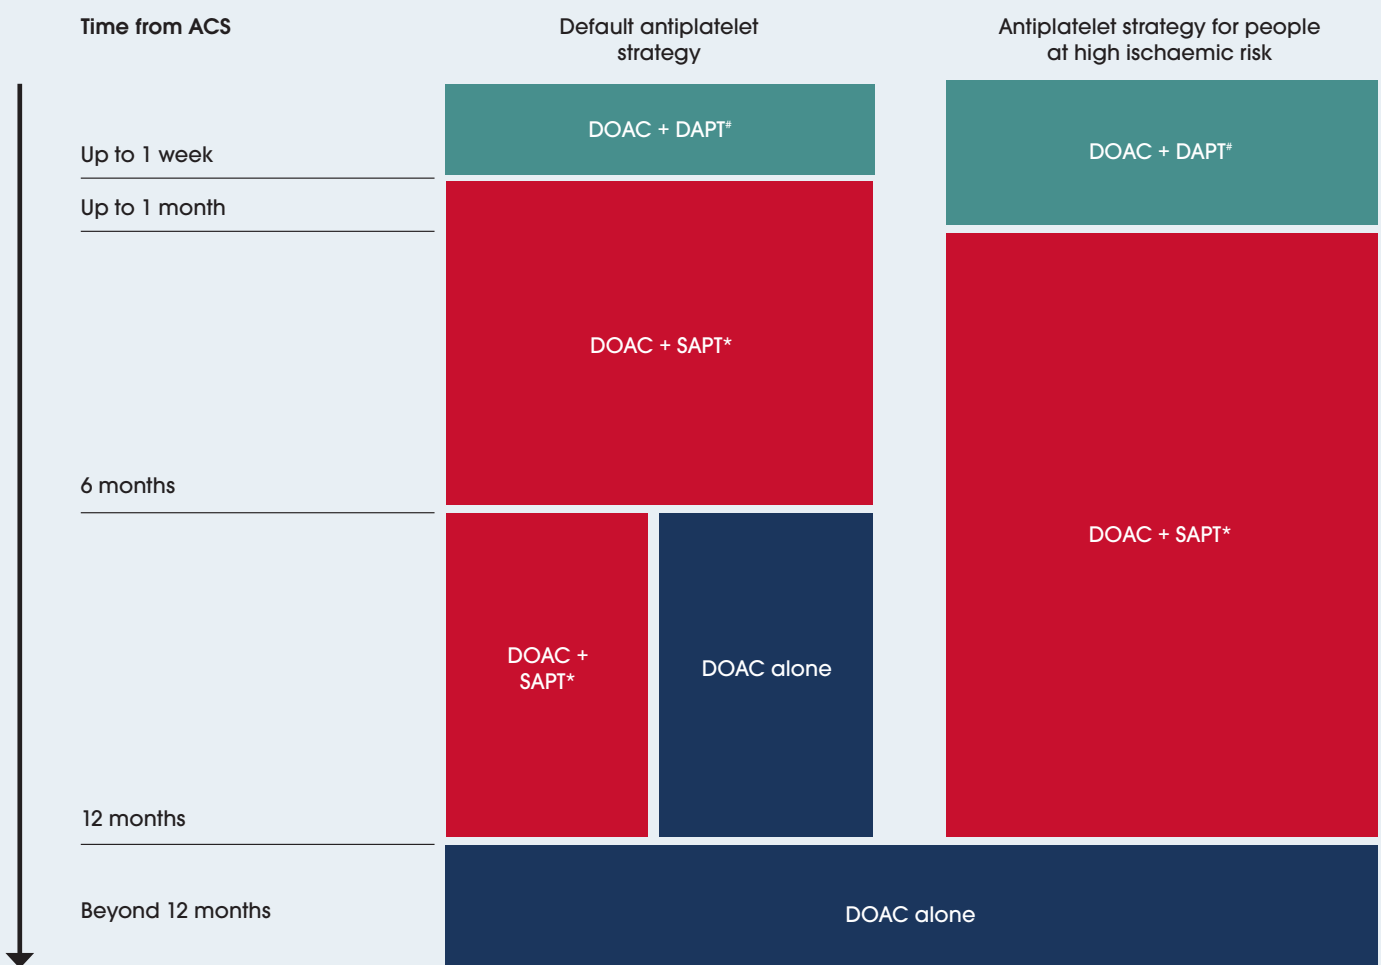 Time from ACS
Default antiplatelet
strategy
Antiplatelet strategy for people
at high ischaemic risk
Up to 1 week
DOAC + DAPT#
DOAC + DAPT#
Up to 1 month
DOAC + SAPT*
6 months
DOAC + SAPT*
DOAC +
SAPT*
DOAC alone
12 months
Beyond 12 months
DOAC alone